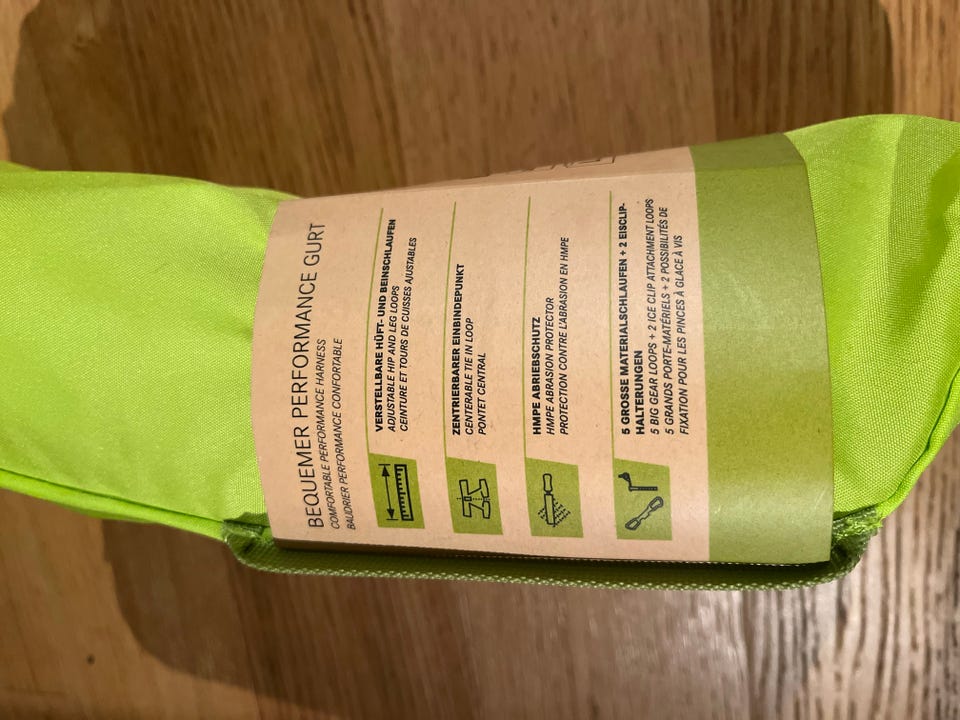 BEQUEMER PERFORMANCE GURT
COMFORTABLE PERFORMANCE HARNESS
BAUDRIER PERFORMANCE CONFORTABLE
VERSTELLBARE HÜFT- UND BEINSCHLAUFEN
ADJUSTABLE HIP AND LEG LOOPS
CEINTURE ET TOURS DE CUISSES AJUSTABLES
ZENTRIERBARER EINBINDEPUNKT
CENTERABLE TIE IN LOOP
PONTET CENTRAL
HMPE ABRIEBSCHUTZ
HMPE ABRASION PROTECTOR
PROTECTION CONTRE L'ABRASION EN HMPE
5 GROSSE MATERIALSCHLAUFEN + 2 EISCLIP-
HALTERUNGEN
5 BIG GEAR LOOPS + 2 ICE CLIP ATTACHMENT LOOPS
5 GRANDS PORTE-MATÉRIELS + 2 POSSIBILITÉS DE
FIXATION POUR LES PINCES À GLACE À VIS